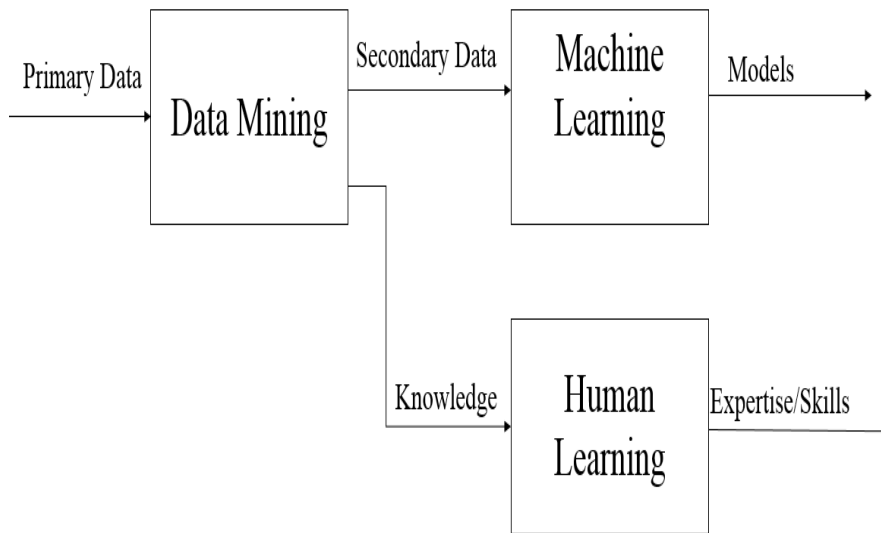 Primary Data
Data Mining
Secondary Data
Machine
Learning
Models
Knowledge
Human
Learning
Expertise/Skills